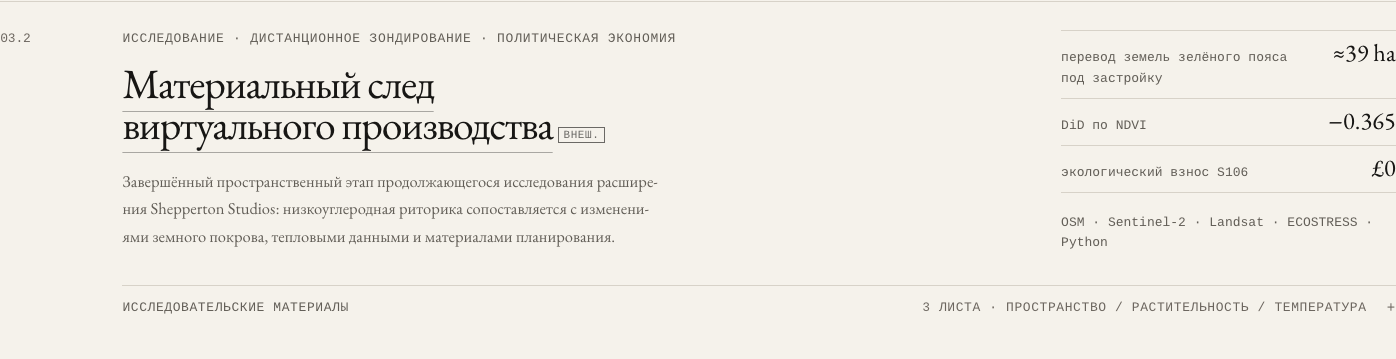 03.2
ИССЛЕДОВАНИЕ · ДИСТАНЦИОННОЕ ЗОНДИРОВАНИЕ · ПОЛИТИЧЕСКАЯ ЭКОНОМИЯ
Материальный след
виртуального производства ВНЕШ.
Завершённый пространственный этап продолжающегося исследования расшире-
ния Shepperton Studios: низкоуглеродная риторика сопоставляется с изменени-
ями земного покрова, тепловыми данными и материалами планирования.
перевод земель зелёного пояса ≈39 ha
под застройку
DiD по NDVI −0.365
экологический взнос S106 £0
OSM · Sentinel-2 · Landsat · ECOSTRESS ·
Python
ИССЛЕДОВАТЕЛЬСКИЕ МАТЕРИАЛЫ
3 ЛИСТА · ПРОСТРАНСТВО / РАСТИТЕЛЬНОСТЬ / ТЕМПЕРАТУРА +